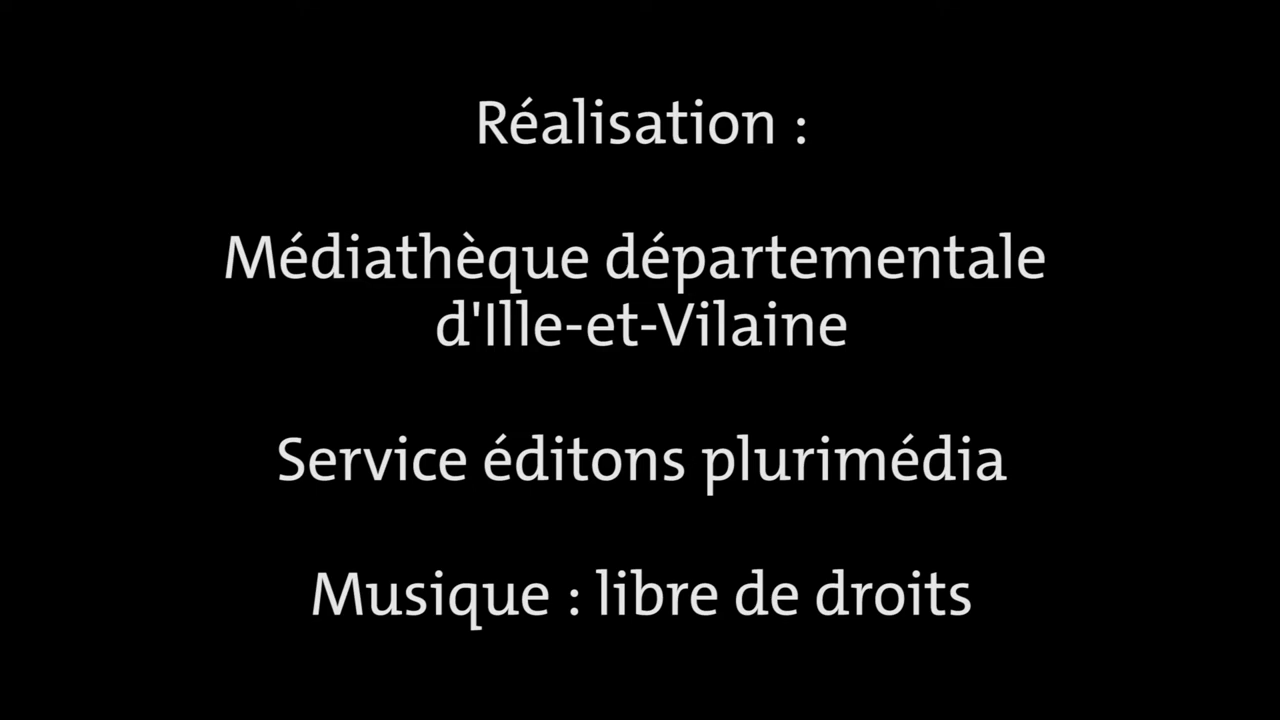 Réalisation :
Médiathèque départementale
d'Ille-et-Vilaine
Service éditons plurimédia
Musique : libre de droits